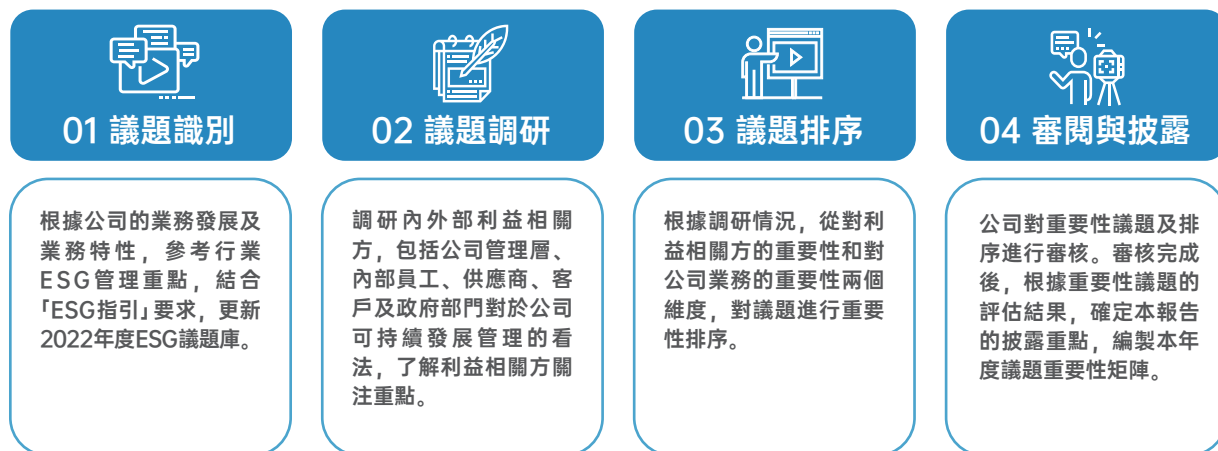 01 議題識別
根據公司的業務發展及
業務特性，參考行業
ESG管理重點，結合
「ESG指引」要求，更新
2022年度ESG議題庫。
02 議題調研
調研內外部利益相關
方，包括公司管理層、
內部員工、供應商、客
戶及政府部門對於公司
可持續發展管理的看
法，了解利益相關方關
注重點。
03 議題排序
根據調研情況，從對利
益相關方的重要性和對
公司業務的重要性兩個
維度，對議題進行重要
性排序。
04 審閱與披露
公司對重要性議題及排
序進行審核。審核完成
後，根據重要性議題的
評估結果，確定本報告
的披露重點，編製本年
度議題重要性矩陣。